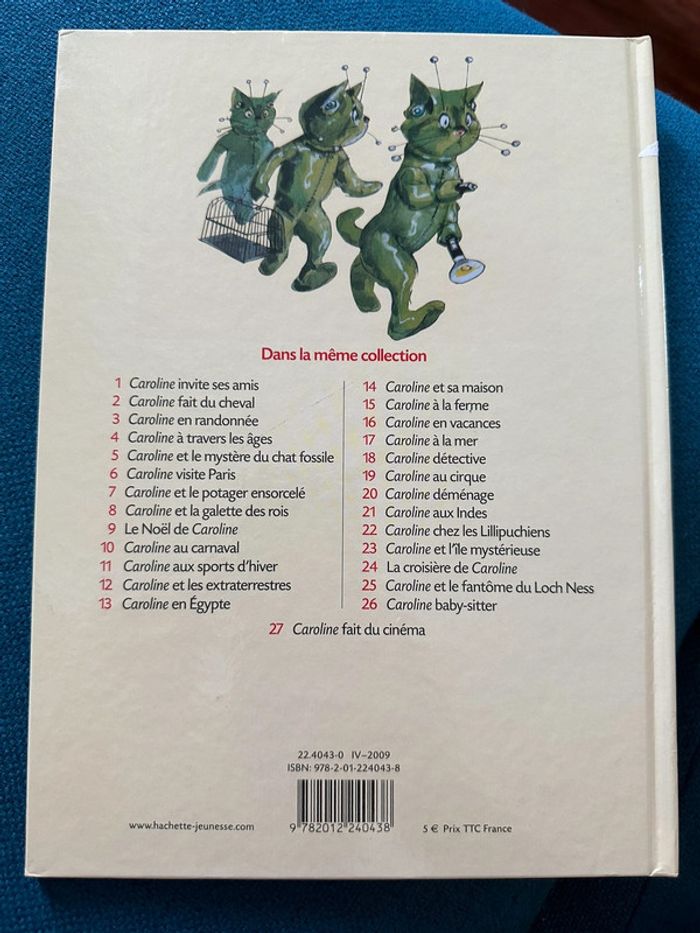 Dans la même collection
1 Caroline invite ses amis
2 Caroline fait du cheval
3 Caroline en randonnée
4 Caroline à travers les âges
5 Caroline et le mystère du chat fossile
6 Caroline visite Paris
7 Caroline et le potager ensorcelé
8 Caroline et la galette des rois
9 Le Noël de Caroline
10 Caroline au carnaval
11 Caroline aux sports d'hiver
12 Caroline et les extraterrestres
13 Caroline en Égypte
14 Caroline et sa maison
15 Caroline à la ferme
16 Caroline en vacances
17 Caroline à la mer
18 Caroline détective
19 Caroline au cirque
20 Caroline déménage
21 Caroline aux Indes
22 Caroline chez les Lillipuchiens
23 Caroline et l'île mystérieuse
24 La croisière de Caroline
25 Caroline et le fantôme du Loch Ness
26 Caroline baby-sitter
27 Caroline fait du cinéma
22.4043-0 IV-2009
ISBN: 978-2-01-224043-8
9 782012 240438
www.hachette-jeunesse.com
5 € Prix TTC France